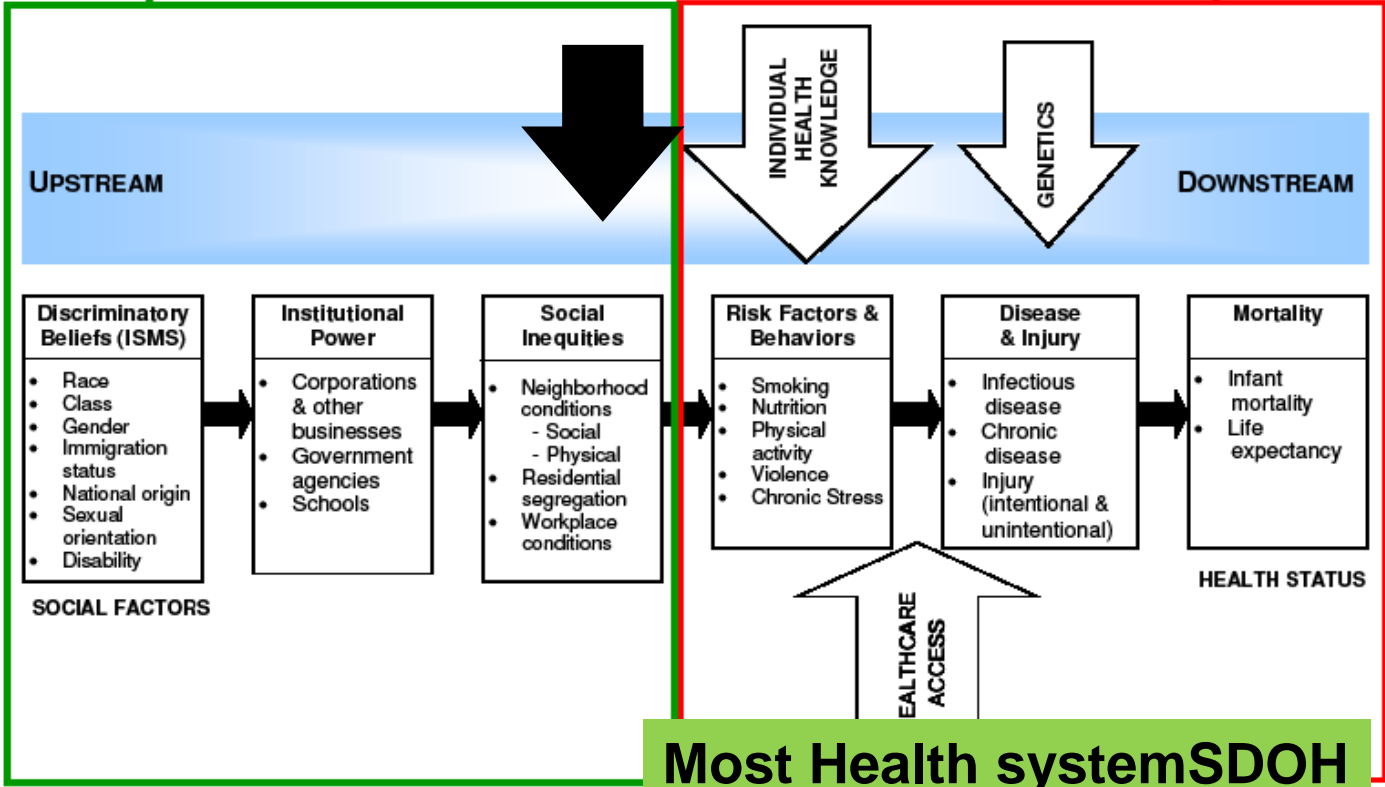 INDIVIDUAL
HEALTH
KNOWLEDGE
GENETICS
UPSTREAM
DOWNSTREAM
Discriminatory
Beliefs (ISMS)
• Race
• Class
• Gender
• Immigration
status
• National origin
• Sexual
orientation
• Disability
Institutional
Power
• Corporations
& other
businesses
• Government
agencies
• Schools
Social
Inequities
• Neighborhood
conditions
- Social
- Physical
• Residential
segregation
• Workplace
conditions
Risk Factors &
Behaviors
• Smoking
• Nutrition
• Physical
activity
• Violence
• Chronic Stress
Disease
& Injury
• Infectious
disease
• Chronic
disease
• Injury
(intentional &
unintentional)
Mortality
• Infant
mortality
• Life
expectancy
SOCIAL FACTORS
HEALTH STATUS
EALTHCARE
ACCESS
Most Health systemSDOH